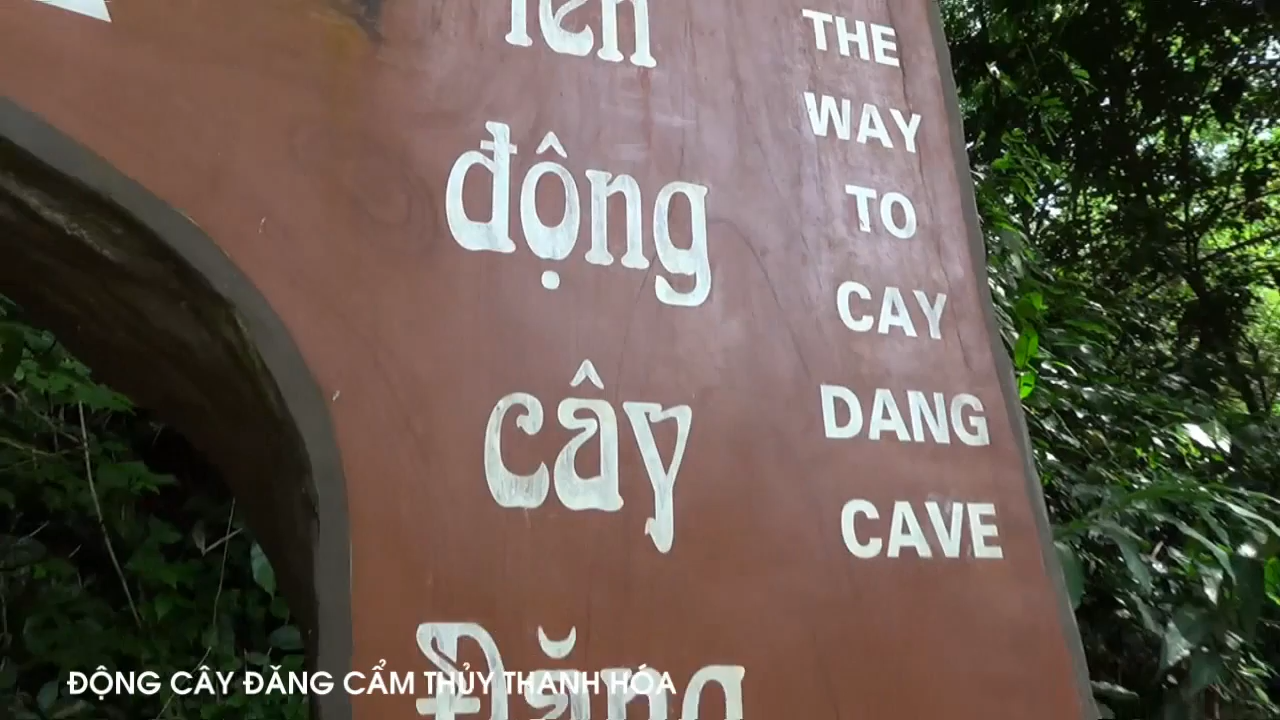 lên
động
cây
Đăng
THE
WAY
TO
CAY
DANG
CAVE
ĐỘNG CÂY ĐĂNG CẨM THỦY THANH HÓA